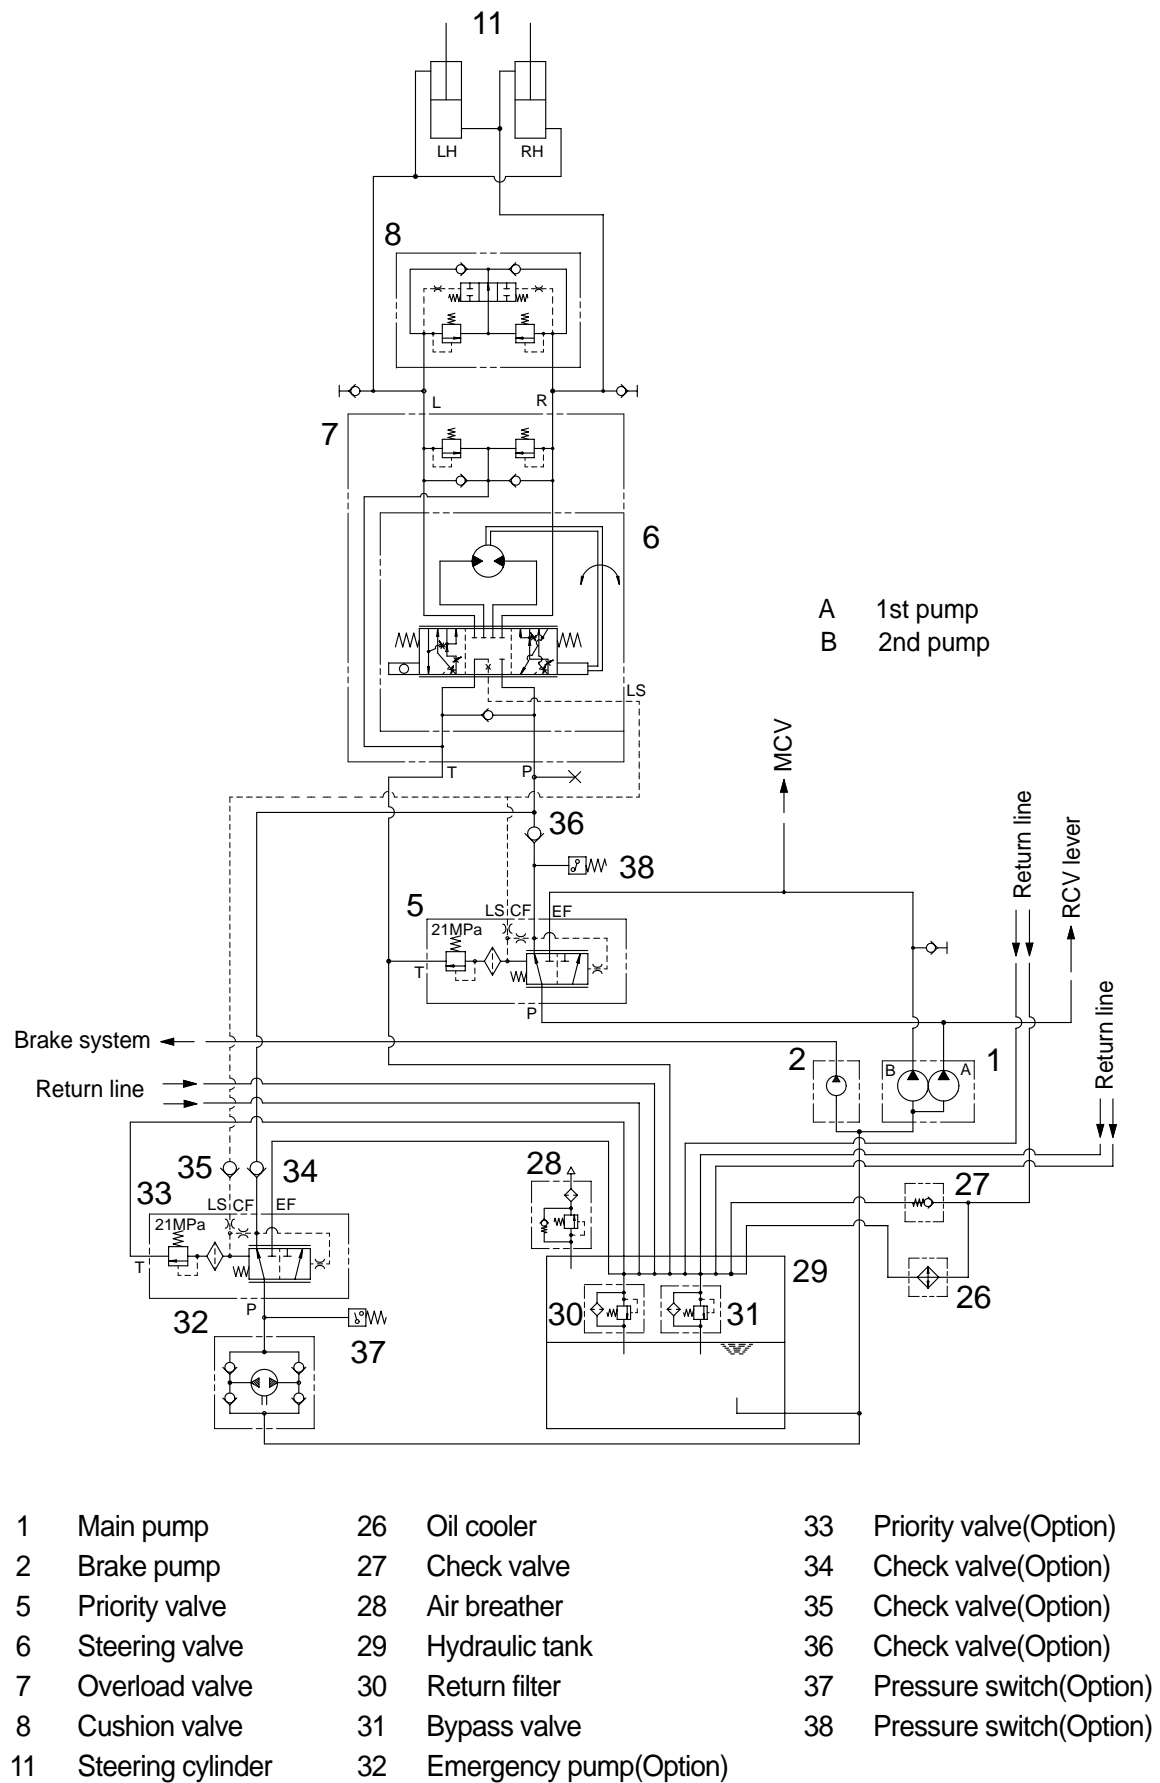 11
LH
RH
8
L
R
7
6
A 1st pump
B 2nd pump
LS
MCV
T
P
Return line
RCV lever
36
38
5
LS CF EF
21MPa
T
P
Return line
Brake system
2
B
A
1
Return line
35
34
28
27
33
LS CF EF
21MPa
T
29
26
P
30
31
32
37
1 Main pump
2 Brake pump
5 Priority valve
6 Steering valve
7 Overload valve
8 Cushion valve
11 Steering cylinder
26 Oil cooler
27 Check valve
28 Air breather
29 Hydraulic tank
30 Return filter
31 Bypass valve
32 Emergency pump(Option)
33 Priority valve(Option)
34 Check valve(Option)
35 Check valve(Option)
36 Check valve(Option)
37 Pressure switch(Option)
38 Pressure switch(Option)